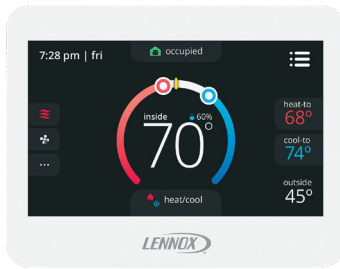 7:28 pm | fri
occupied
inside
60%
70°
heat-to
68°
cool-to
74°
outside
45°
heat/cool
...
LENNOX